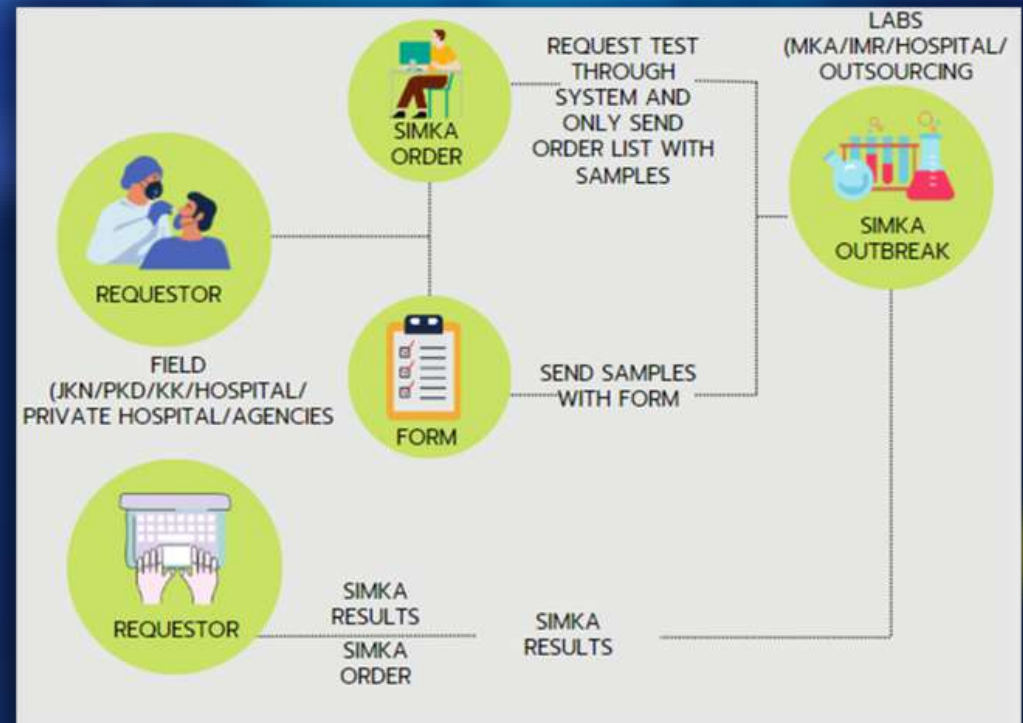 SIMKA
ORDER
REQUEST TEST
THROUGH
SYSTEM AND
ONLY SEND
ORDER LIST WITH
SAMPLES
LABS
(MKA/IMR/HOSPITAL/
OUTSOURCING
SIMKA
OUTBREAK
REQUESTOR
FIELD
(JKN/PKD/KK/HOSPITAL/
PRIVATE HOSPITAL/AGENCIES
FORM
SEND SAMPLES
WITH FORM
REQUESTOR
SIMKA
RESULTS
SIMKA
ORDER
SIMKA
RESULTS